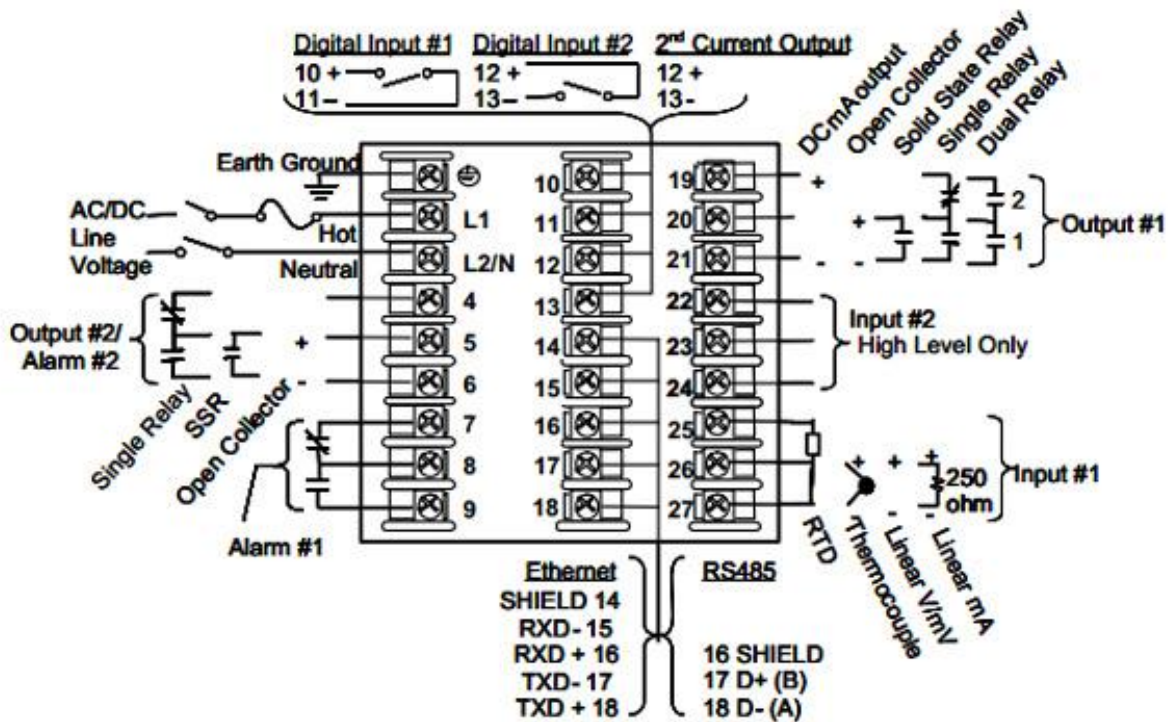 Digital Input #1
10 +
11 –
Digital Input #2
12 +
13 –
2nd Current Output
12 +
13 -
DC mA output
Open Collector
Solid State Relay
Single Relay
Dual Relay
Earth Ground
AC/DC
Line
Voltage
Hot
Neutral
L1
L2/N
4
5
6
7
8
9
10
11
12
13
14
15
16
17
18
19
20
21
22
23
24
25
26
27
+
+
-
-
2
1
Output #1
Output #2/
Alarm #2
+
-
Single Relay
SSR
Open Collector
Alarm #1
Input #2
High Level Only
+
+
+
250
ohm
-
-
Input #1
RTD
Thermocouple
Linear V/mV
Linear mA
Ethernet
SHIELD 14
RXD- 15
RXD + 16
TXD- 17
TXD + 18
RS485
16 SHIELD
17 D+ (B)
18 D- (A)